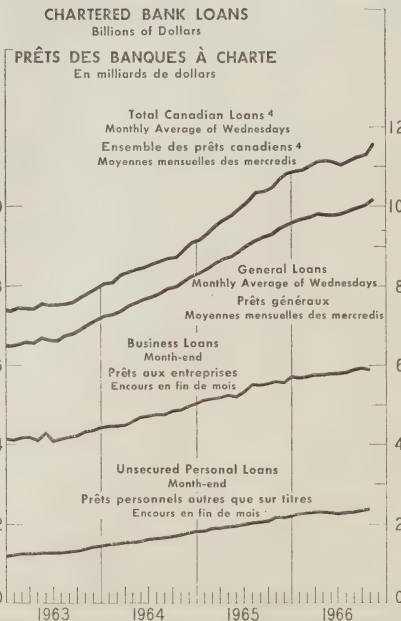 CHARTERED BANK LOANS
Billions of Dollars
PRÊTS DES BANQUES À CHARTE
En milliards de dollars
Total Canadian Loans 4
Monthly Average of Wednesdays
Ensemble des prêts canadiens 4
Moyennes mensuelles des mercredis
12
10
8
6
4
2
0
General Loans
Monthly Average of Wednesdays
Prêts généraux
Moyennes mensuelles des mercredis
Business Loans
Month-end
Prêts aux entreprises
Encours en fin de mois
Unsecured Personal Loans
Month-end
Prêts personnels autres que sur titres
Encours en fin de mois
1963 1964 1965 1966